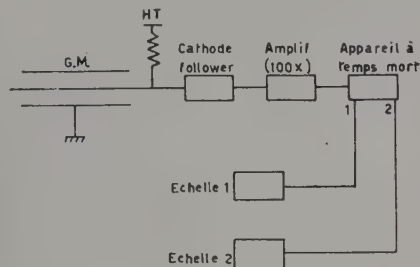 HT
G.M.
Cathode
follower
Amplif
(100x)
Appareil à
temps mort
1
2
Echelle 1
Echelle 2